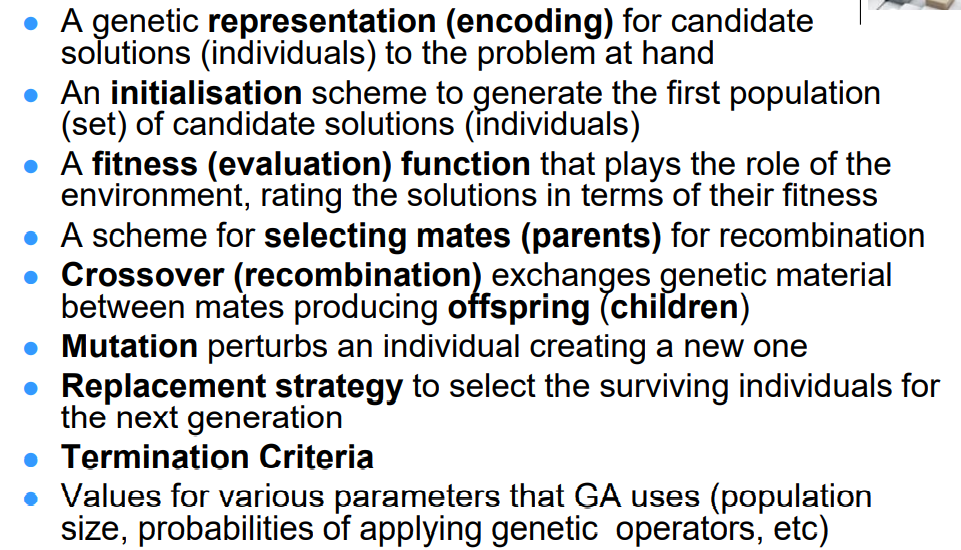 A genetic representation (encoding) for candidate
solutions (individuals) to the problem at hand
An initialisation scheme to generate the first population
(set) of candidate solutions (individuals)
A fitness (evaluation) function that plays the role of the
environment, rating the solutions in terms of their fitness
A scheme for selecting mates (parents) for recombination
Crossover (recombination) exchanges genetic material
between mates producing offspring (children)
Mutation perturbs an individual creating a new one
Replacement strategy to select the surviving individuals for
the next generation
Termination Criteria
Values for various parameters that GA uses (population
size, probabilities of applying genetic operators, etc)